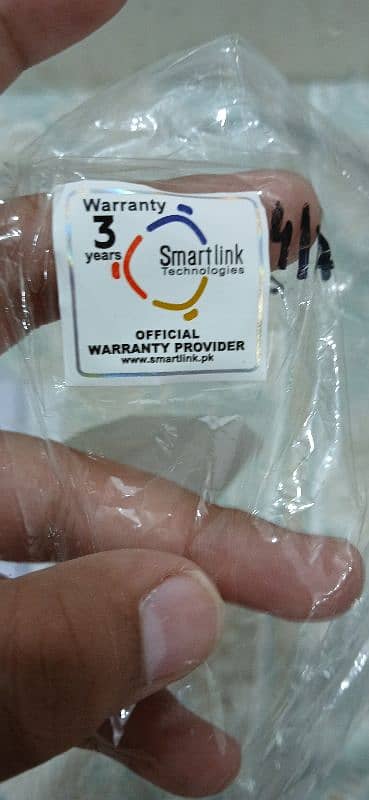 Warranty
3
years
Smartlink
Technologies
OFFICIAL
WARRANTY PROVIDER
www.smartlink.pk